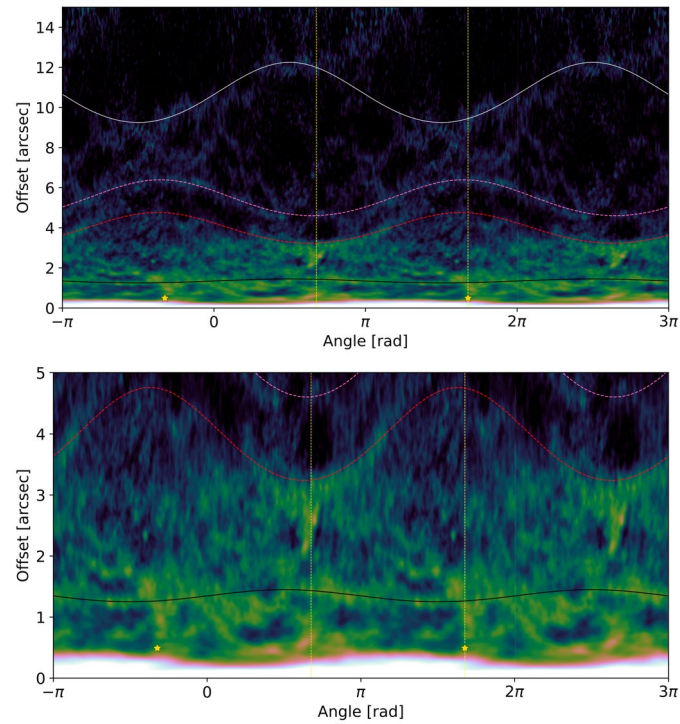 14
12
10
8
6
4
2
0
Offset [arcsec]
−π 0 π 2π 3π
Angle [rad]
5
4
3
2
1
0
Offset [arcsec]
−π 0 π 2π 3π
Angle [rad]